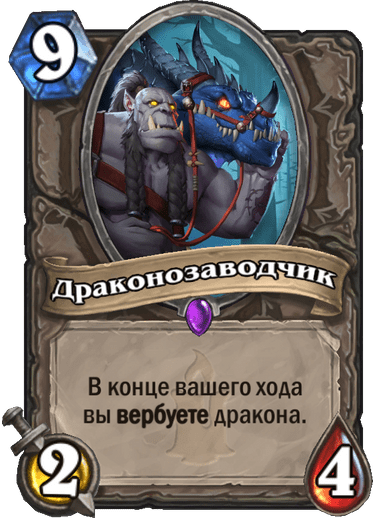 9
Драконозаводчик
В конце вашего хода
вы вербуете дракона.
2
4